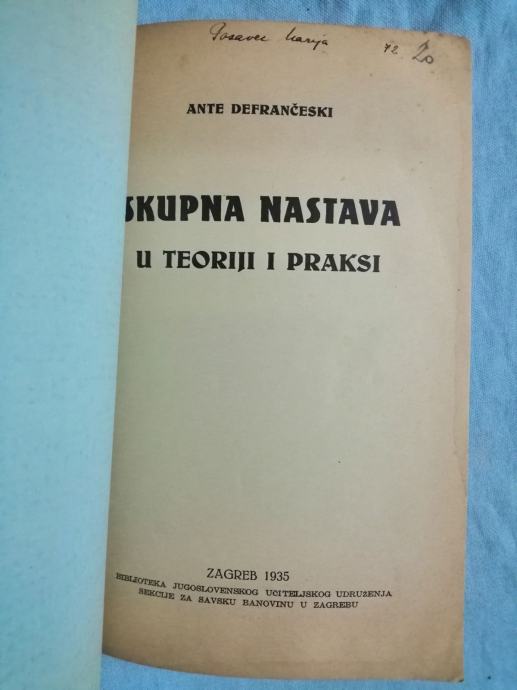 Posavec Marija 72. 20
ANTE DEFRANČESKI
SKUPNA NASTAVA
U TEORIJI I PRAKSI
ZAGREB 1935
BIBLIOTEKA JUGOSLOVENSKOG UČITELJSKOG UDRUŽENJA
SEKCIJE ZA SAVSKU BANOVINU U ZAGREBU